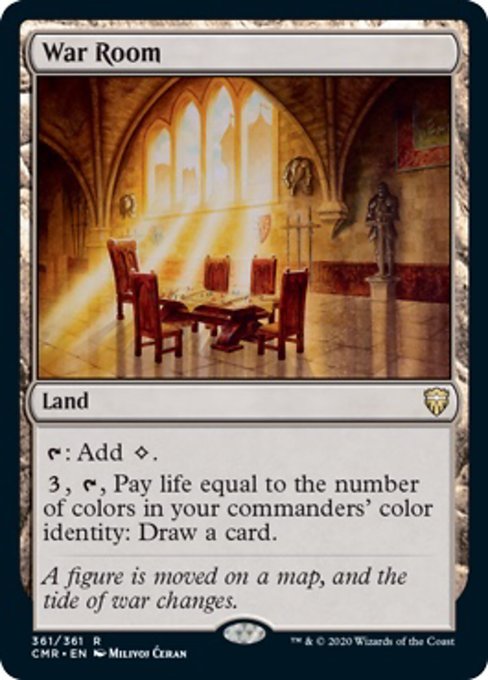 War Room
Land
: Add .
3, , Pay life equal to the number
of colors in your commanders' color
identity: Draw a card.
A figure is moved on a map, and the
tide of war changes.
361/361 R
CMR • EN Milivoj Ćeran
™ & © 2020 Wizards of the Coast